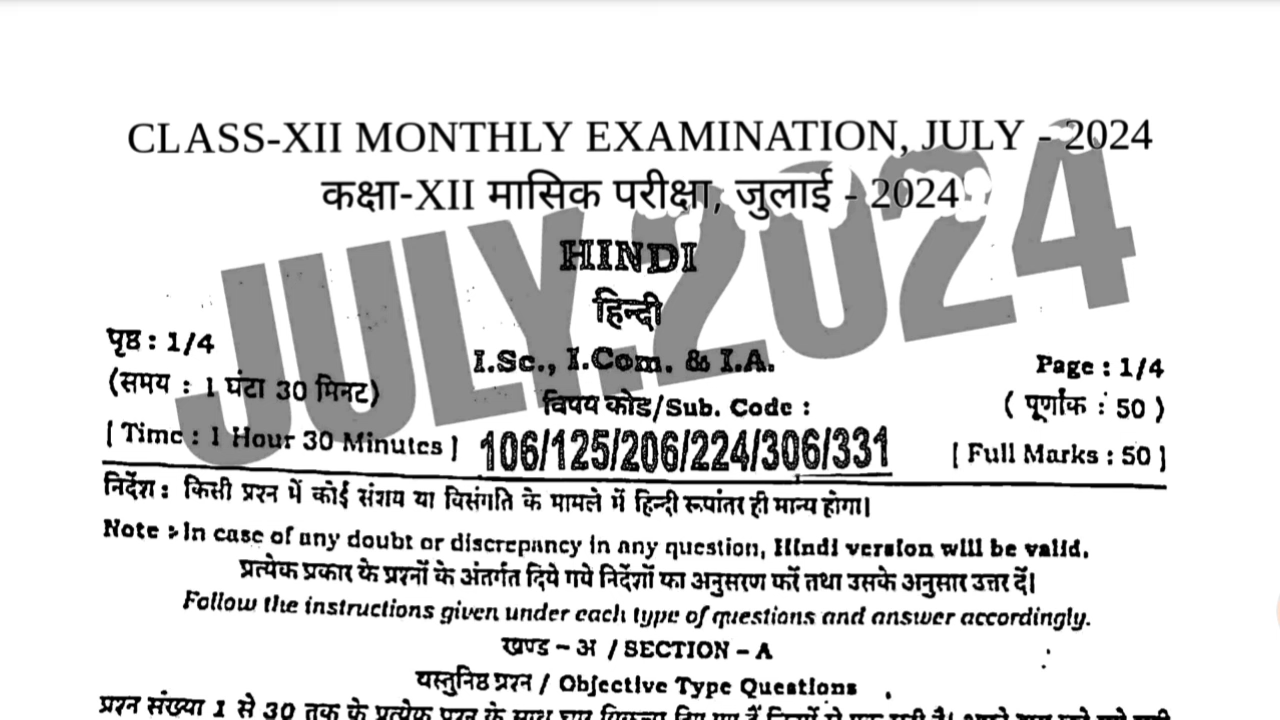 CLASS-XII MONTHLY EXAMINATION, JULY - 2024
कक्षा-XII मासिक परीक्षा, जुलाई - 2024
JULY.2024
HINDI
हिन्दी
I.Sc., I.Com. & I.A.
पृष्ठ : 1/4
Page : 1/4
(समय : 1 घंटा 30 मिनट)
विषय कोड/Sub. Code :
( पूर्णांक : 50 )
[ Time : 1 Hour 30 Minutes ]
106/125/206/224/306/331
[ Full Marks : 50 ]
निर्देश : किसी प्रश्न में कोई संशय या विसंगति के मामले में हिन्दी रूपांतर ही मान्य होगा।
Note :- In case of any doubt or discrepancy in any question, Hindi version will be valid.
प्रत्येक प्रकार के प्रश्नों के अंतर्गत दिये गये निर्देशों का अनुसरण करें तथा उसके अनुसार उत्तर दें।
Follow the instructions given under each type of questions and answer accordingly.
खण्ड – अ / SECTION – A
वस्तुनिष्ठ प्रश्न / Objective Type Questions
प्रश्न संख्या 1 से 30 तक के प्रत्येक प्रश्न के साथ चार विकल्प दिए गए हैं